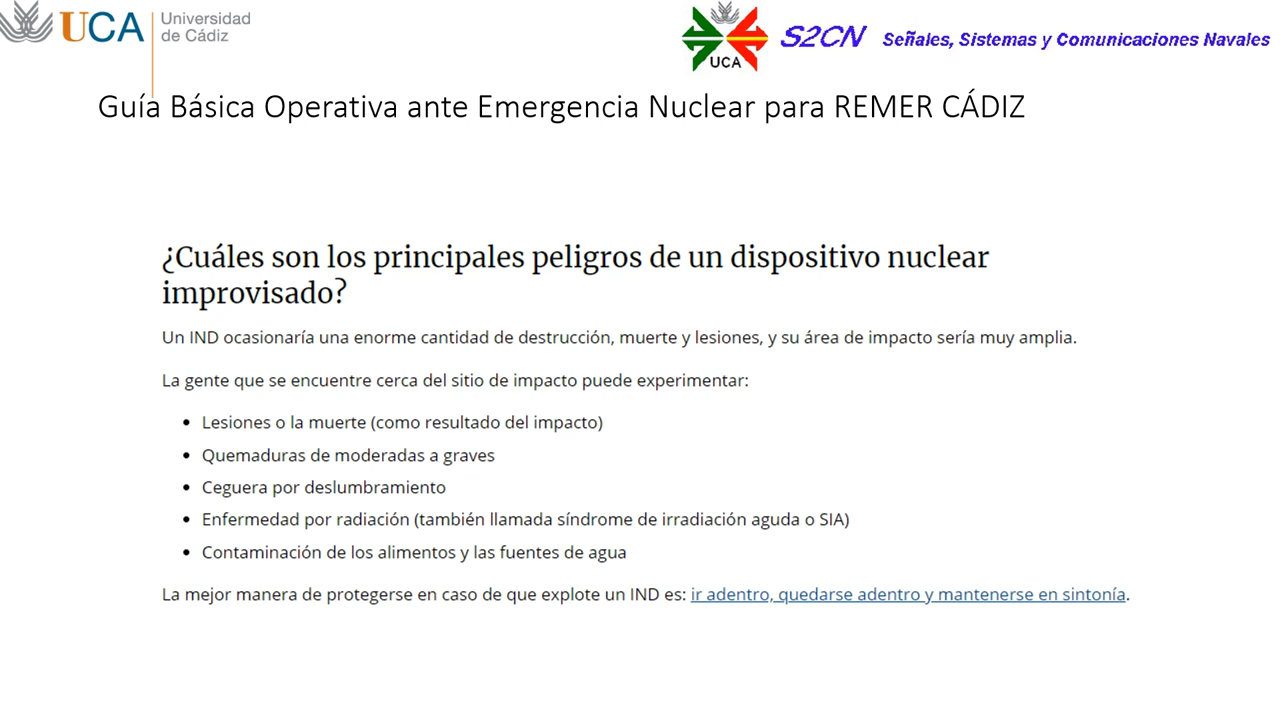 UCA
Universidad
de Cádiz
UCA
S2CN
Señales, Sistemas y Comunicaciones Navales
Guía Básica Operativa ante Emergencia Nuclear para REMER CÁDIZ
¿Cuáles son los principales peligros de un dispositivo nuclear
improvisado?
Un IND ocasionaría una enorme cantidad de destrucción, muerte y lesiones, y su área de impacto sería muy amplia.
La gente que se encuentre cerca del sitio de impacto puede experimentar:
• Lesiones o la muerte (como resultado del impacto)
• Quemaduras de moderadas a graves
• Ceguera por deslumbramiento
• Enfermedad por radiación (también llamada síndrome de irradiación aguda o SIA)
• Contaminación de los alimentos y las fuentes de agua
La mejor manera de protegerse en caso de que explote un IND es: ir adentro, quedarse adentro y mantenerse en sintonía.